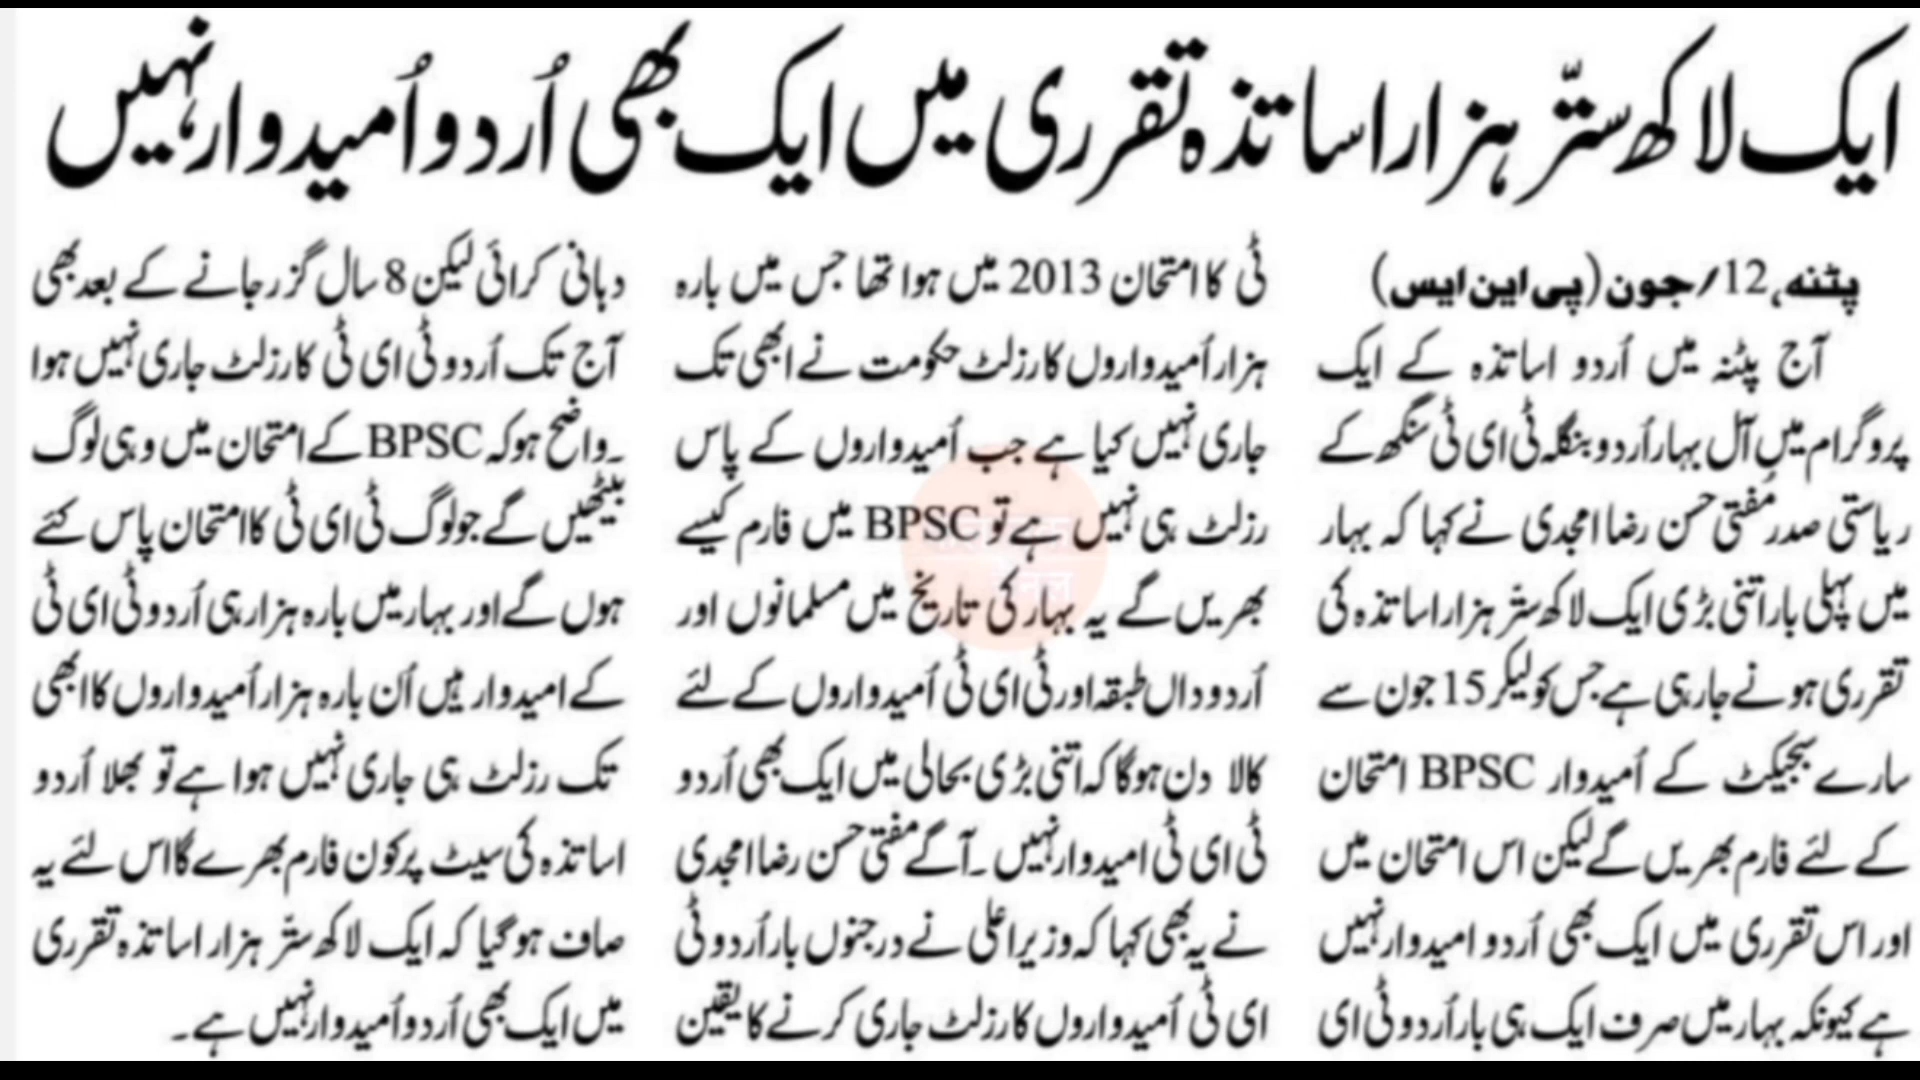 ایک لاکھ ستّر ہزار اساتذہ تقرری میں ایک بھی اُردو اُمیدوار نہیں
پٹنہ، 12؍جون (پی این ایس)
آج پٹنہ میں اُردو اساتذہ کے ایک
پروگرام میں آل بہار اُردو بنگلہ ٹی ای ٹی سنگھ کے
ریاستی صدر مفتی حسن رضا امجدی نے کہا کہ بہار
میں پہلی بار اتنی بڑی ایک لاکھ ستّر ہزار اساتذہ کی
تقرری ہونے جارہی ہے جس کو لیکر 15 جون سے
سارے سبجیکٹ کے اُمیدوار BPSC امتحان
کے لئے فارم بھریں گے لیکن اس امتحان میں
اور اس تقرری میں ایک بھی اُردو امیدوار نہیں
ہے کیونکہ بہار میں صرف ایک ہی بار اُردو ٹی ای
ٹی کا امتحان 2013 میں ہوا تھا جس میں بارہ
ہزار اُمیدواروں کا رزلٹ حکومت نے ابھی تک
جاری نہیں کیا ہے جب اُمیدواروں کے پاس
رزلٹ ہی نہیں ہے تو BPSC میں فارم کیسے
بھریں گے یہ بہار کی تاریخ میں مسلمانوں اور
اُردو داں طبقہ اور ٹی ای ٹی اُمیدواروں کے لئے
کالا دن ہوگا کہ اتنی بڑی بحالی میں ایک بھی اُردو
ٹی ای ٹی امیدوار نہیں ۔ آگے مفتی حسن رضا امجدی
نے یہ بھی کہا کہ وزیر اعلیٰ نے درجنوں بار اُردو ٹی
ای ٹی اُمیدواروں کا رزلٹ جاری کرنے کا یقین
دہانی کرائی لیکن 8 سال گزر جانے کے بعد بھی
آج تک اُردو ٹی ای ٹی کا رزلٹ جاری نہیں ہوا
۔ واضح ہو کہ BPSC کے امتحان میں وہی لوگ
بیٹھیں گے جو لوگ ٹی ای ٹی کا امتحان پاس کئے
ہوں گے اور بہار میں بارہ ہزار ہی اُردو ٹی ای ٹی
کے امیدوار ہیں اُن بارہ ہزار اُمیدواروں کا ابھی
تک رزلٹ ہی جاری نہیں ہوا ہے تو بھلا اُردو
اساتذہ کی سیٹ پر کون فارم بھرے گا اس لئے یہ
صاف ہو گیا کہ ایک لاکھ ستّر ہزار اساتذہ تقرری
میں ایک بھی اُردو اُمیدوار نہیں ہے۔